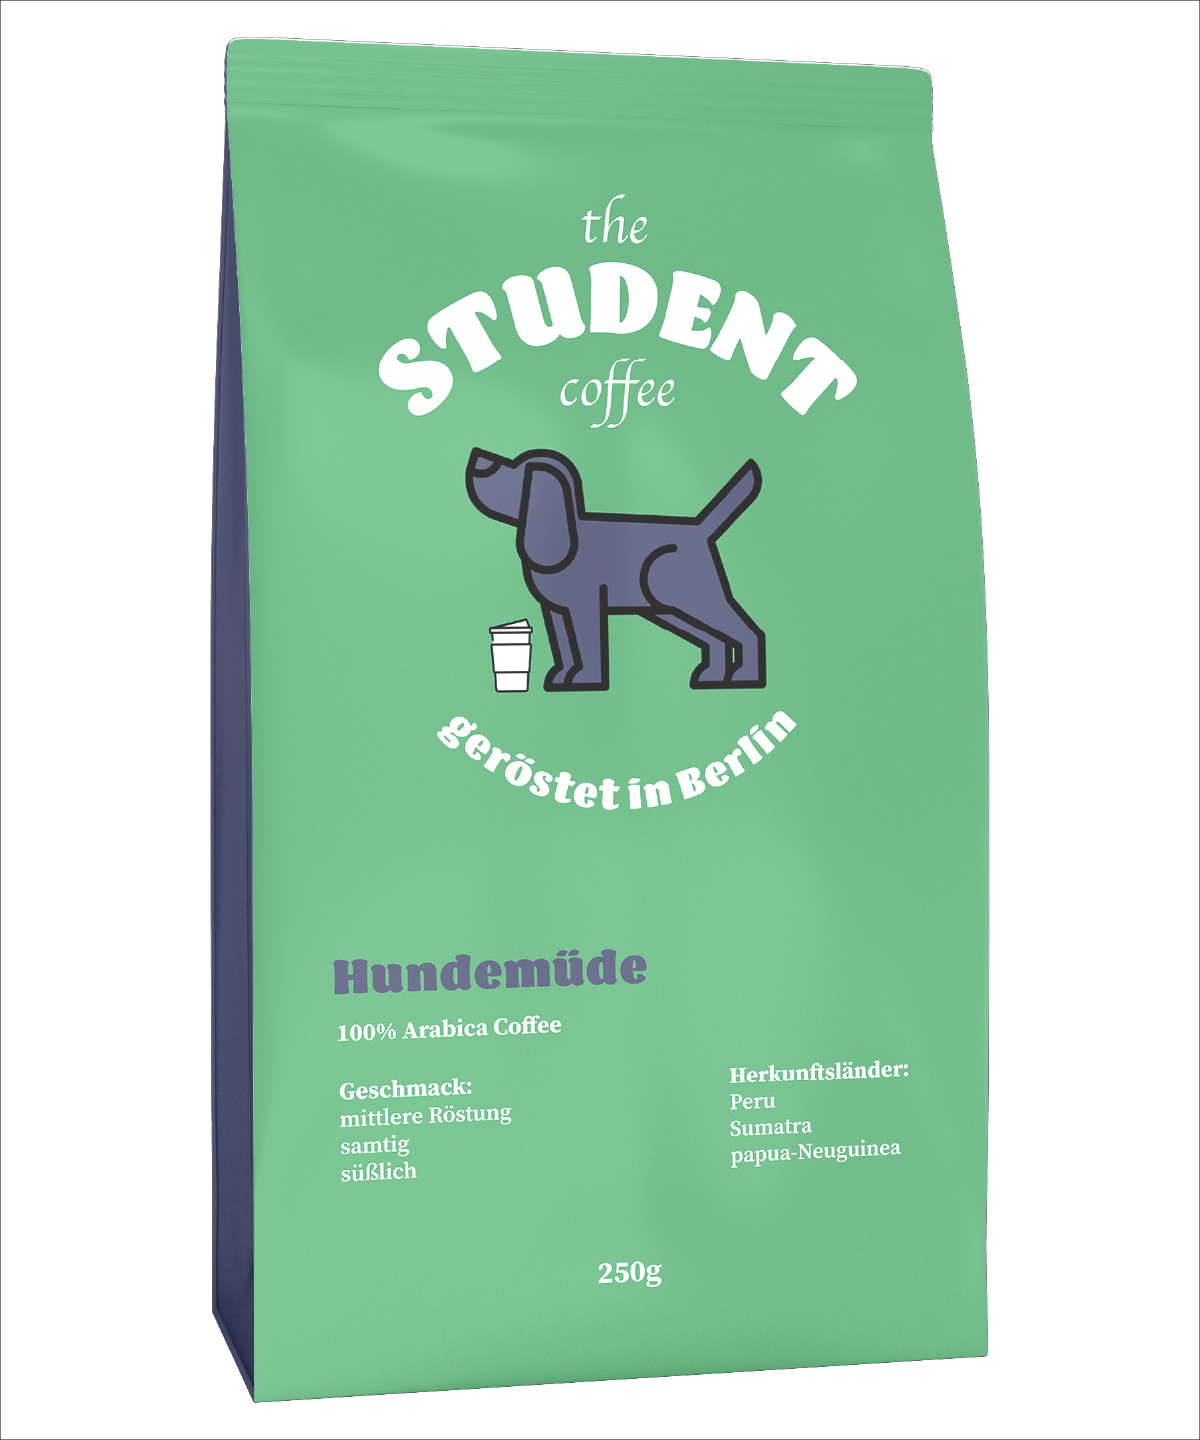 the
STUDENT
coffee
geröstet in Berlin
Hundemüde
100% Arabica Coffee
Geschmack:
mittlere Röstung
samtig
süßlich
Herkunftsländer:
Peru
Sumatra
papua-Neuguinea
250g